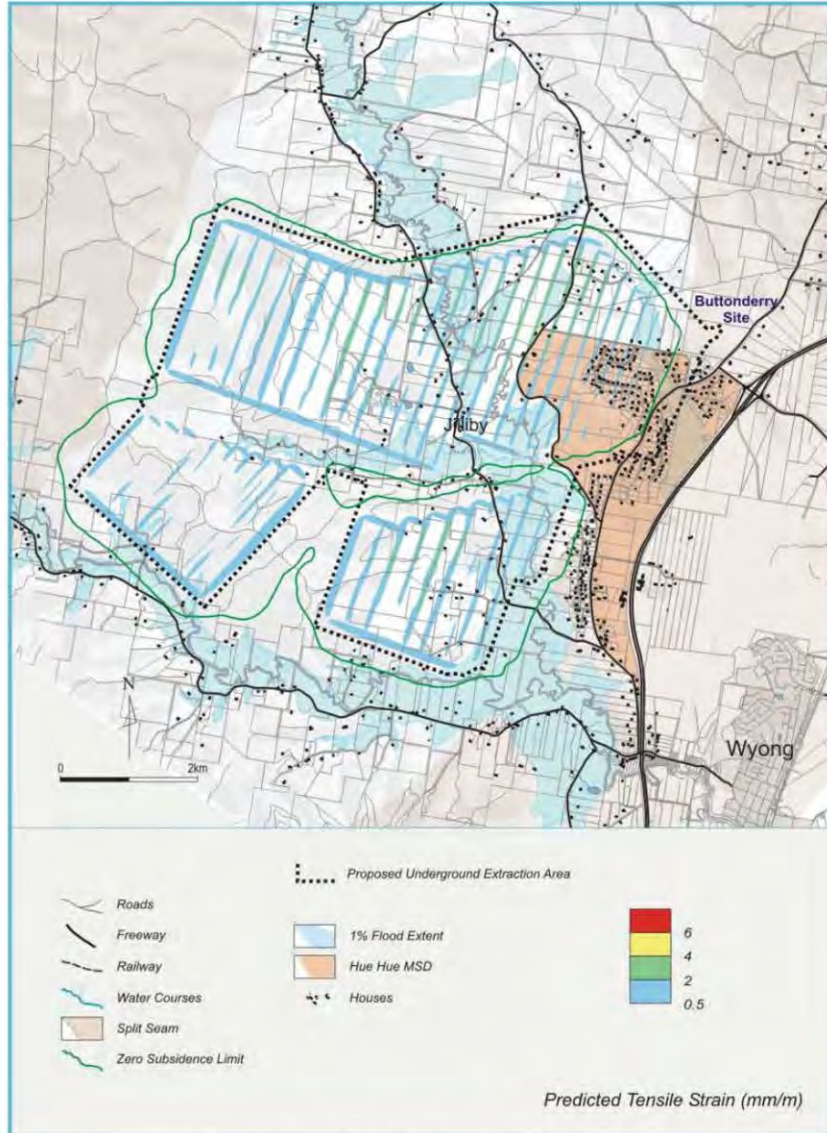 Buttonderry
Site
Jilliby
N
0
2km
Wyong
Proposed Underground Extraction Area
Roads
Freeway
Railway
Water Courses
Split Seam
Zero Subsidence Limit
1% Flood Extent
Hue Hue MSD
Houses
6
4
2
0.5
Predicted Tensile Strain (mm/m)